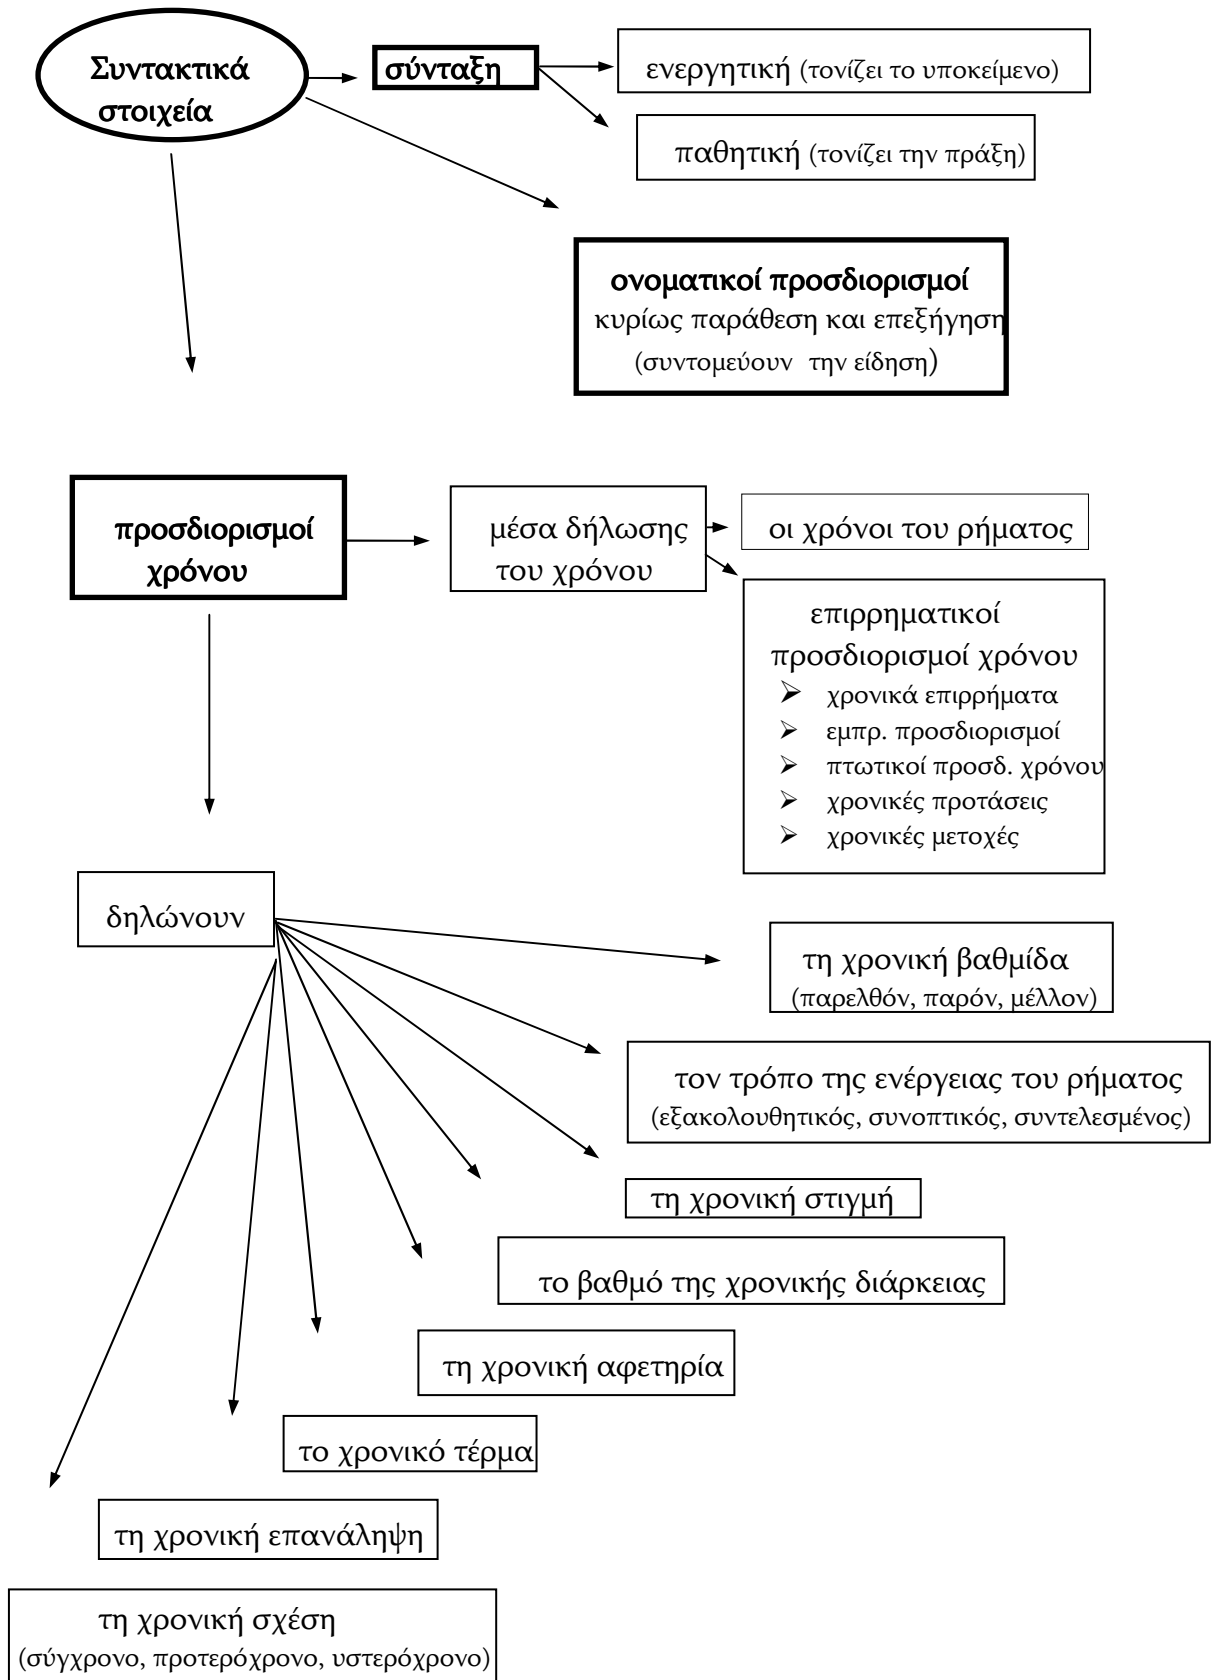 Συντακτικά
στοιχεία
σύνταξη
ενεργητική (τονίζει το υποκείμενο)
παθητική (τονίζει την πράξη)
ονοματικοί προσδιορισμοί
κυρίως παράθεση και επεξήγηση
(συντομεύουν την είδηση)
προσδιορισμοί
χρόνου
μέσα δήλωσης
του χρόνου
οι χρόνοι του ρήματος
επιρρηματικοί
προσδιορισμοί χρόνου
➢ χρονικά επιρρήματα
➢ εμπρ. προσδιορισμοί
➢ πτωτικοί προσδ. χρόνου
➢ χρονικές προτάσεις
➢ χρονικές μετοχές
δηλώνουν
τη χρονική βαθμίδα
(παρελθόν, παρόν, μέλλον)
τον τρόπο της ενέργειας του ρήματος
(εξακολουθητικός, συνοπτικός, συντελεσμένος)
τη χρονική στιγμή
το βαθμό της χρονικής διάρκειας
τη χρονική αφετηρία
το χρονικό τέρμα
τη χρονική επανάληψη
τη χρονική σχέση
(σύγχρονο, προτερόχρονο, υστερόχρονο)